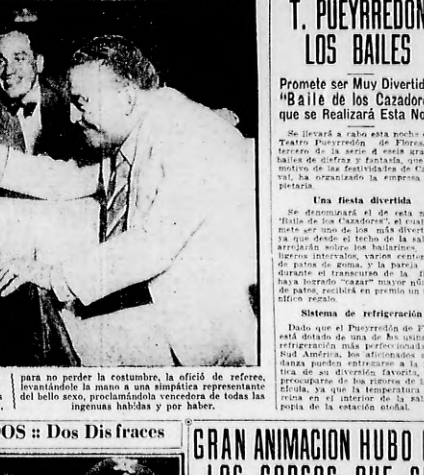 para no perder la costumbre, la ofició de referee,
levantándole la mano a una simpática representante
del bello sexo, proclamándola vencedora de todas las
ingenuas habidas y por haber.
OS :: Dos Disfraces
T. PUEYRREDON
LOS BAILES
Promete ser Muy Divertid
"Baile de los Cazadore
que se Realizará Esta No
Se llevará a cabo esta noche e
Teatro Pueyrredón de Flores,
tercero de la serie d eseis gra
bailes de disfraz y fantasía, que
motivo de las festividades de Ca
val, ha organizado la empresa
pietaria.
Una fiesta divertida
Se denominará el de esta n
"Baile de los Cazadores", el cual
mete ser uno de los más divert
ya que desde el techo de la sal
arrojarán sobre los bailarines,
ligeros intervalos, varios center
de patos de goma, y la pareja
durante el transcurso de la fi
haya logrado "cazar" mayor nú
de patos, recibirá en premio un
nífico regalo.
Sistema de refrigeración
Dado que el Pueyrredón de F
está dotado de una de las usina
refrigeración más perfeccionada
Sud América, los aficionados a
danza pueden entregarse a la
tica de su diversión favorita,
preocuparse de los rigores de l
nícula, ya que la temperatura
reina en el interior de la sal
popia de la estación otoñal.
GRAN ANIMACION HUBO